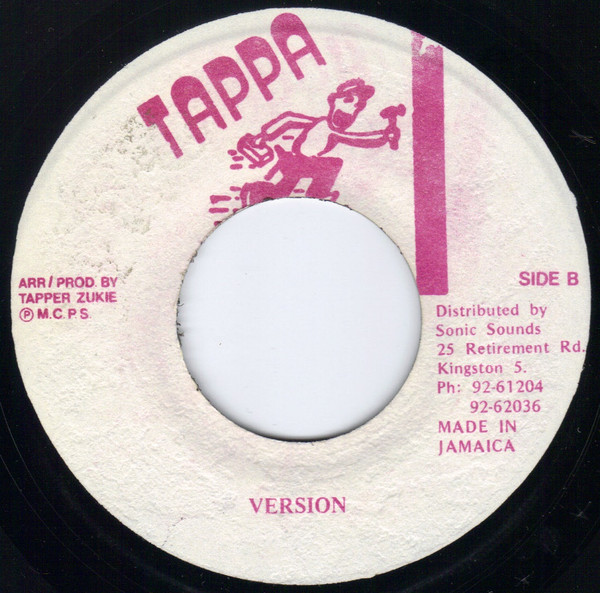 TAPPA
ARR/PROD. BY
TAPPER ZUKIE
Ⓟ M.C.P.S.
SIDE B
Distributed by
Sonic Sounds
25 Retirement Rd.
Kingston 5.
Ph: 92-61204
92-62036
MADE IN
JAMAICA
VERSION